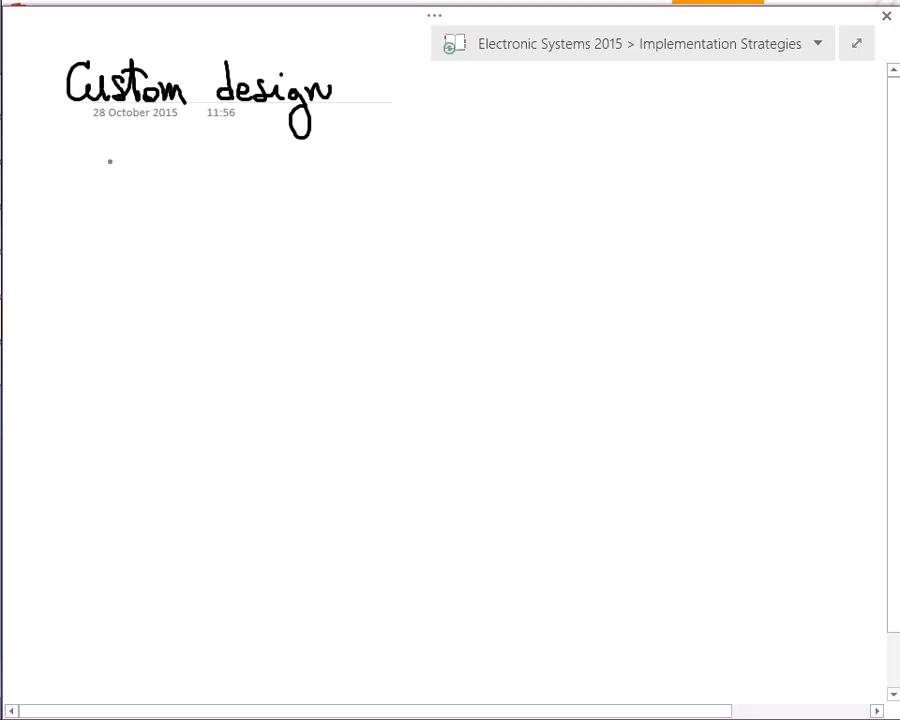 Electronic Systems 2015 > Implementation Strategies
Custom design
28 October 2015 11:56